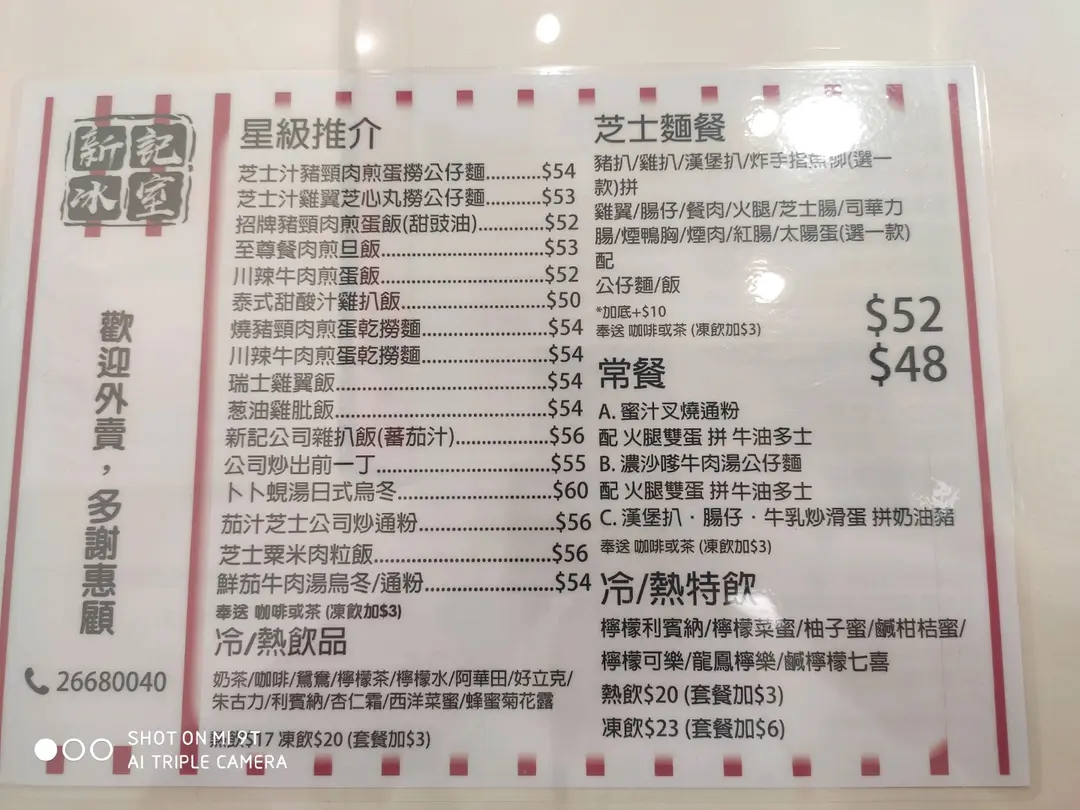 新記
冰室
歡迎外賣，多謝惠顧
26680040
星級推介
芝士汁豬頸肉煎蛋撈公仔麵..........$54
芝士汁雞翼芝心丸撈公仔麵..........$53
招牌豬頸肉煎蛋飯(甜豉油)............$52
至尊餐肉煎旦飯............................$53
川辣牛肉煎蛋飯............................$52
泰式甜酸汁雞扒飯.........................$50
燒豬頸肉煎蛋乾撈麵.....................$54
川辣牛肉煎蛋乾撈麵.....................$54
瑞士雞翼飯...................................$54
葱油雞肶飯...................................$54
新記公司雜扒飯(蕃茄汁)................$56
公司炒出前一丁.............................$55
卜卜蜆湯日式烏冬..........................$60
茄汁芝士公司炒通粉.......................$56
芝士粟米肉粒飯..............................$56
鮮茄牛肉湯烏冬/通粉......................$54
奉送 咖啡或茶 (凍飲加$3)
冷/熱飲品
奶茶/咖啡/鴛鴦/檸檬茶/檸檬水/阿華田/好立克/
朱古力/利賓納/杏仁霜/西洋菜蜜/蜂蜜菊花露
熱飲$17 凍飲$20 (套餐加$3)
芝士麵餐
豬扒/雞扒/漢堡扒/炸手指魚柳(選一
款)拼
雞翼/腸仔/餐肉/火腿/芝士腸/司華力
腸/煙鴨胸/煙肉/紅腸/太陽蛋(選一款)
配
公仔麵/飯
*加底+$10
奉送 咖啡或茶 (凍飲加$3)
$52
常餐
$48
A. 蜜汁叉燒通粉
配 火腿雙蛋 拼 牛油多士
B. 濃沙嗲牛肉湯公仔麵
配 火腿雙蛋 拼牛油多士
C. 漢堡扒．腸仔．牛乳炒滑蛋 拼奶油豬
奉送 咖啡或茶 (凍飲加$3)
冷/熱特飲
檸檬利賓納/檸檬菜蜜/柚子蜜/鹹柑桔蜜/
檸檬可樂/龍鳳檸樂/鹹檸檬七喜
熱飲$20 (套餐加$3)
凍飲$23 (套餐加$6)
SHOT ON MI 9T
AI TRIPLE CAMERA